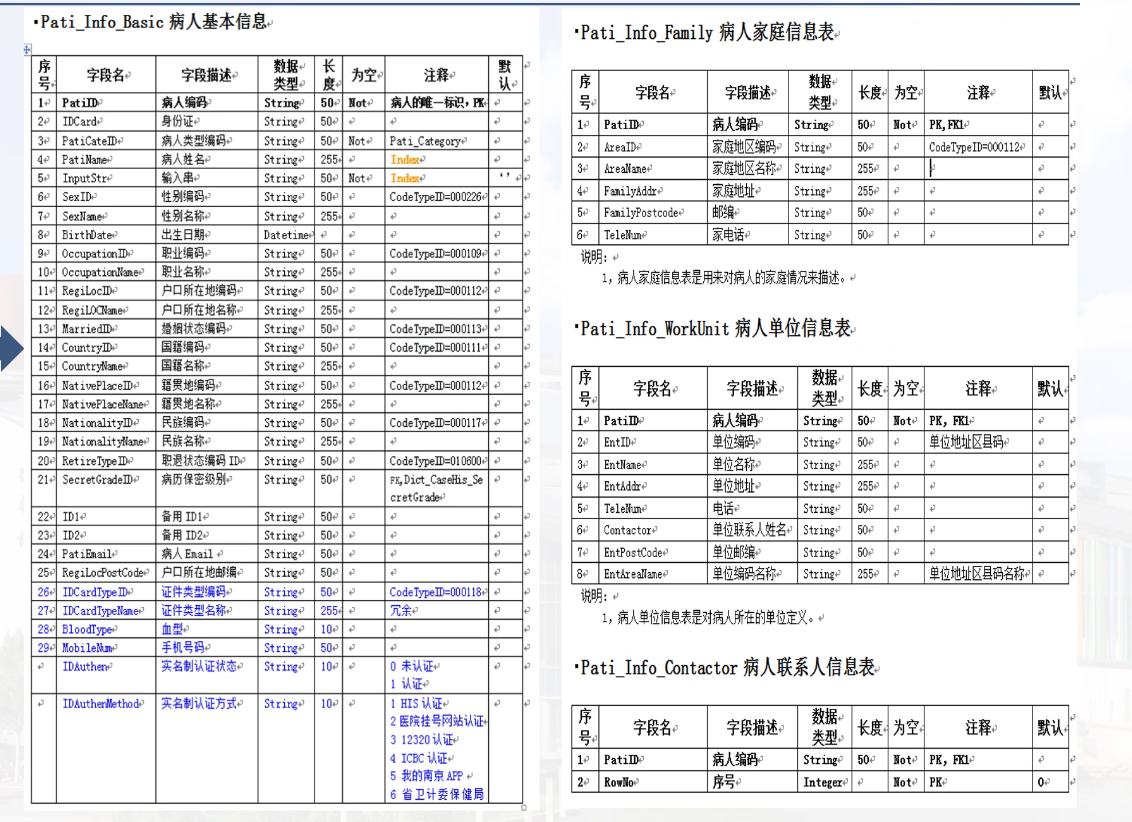 ·Pati_Info_Basic 病人基本信息
序号 字段名 字段描述 数据类型 长度 为空 注释 默认
1 PatiID 病人编码 String 50 Not 病人的唯一标识，PK
2 IDCard 身份证 String 50
3 PatiCateID 病人类型编码 String 50 Not Pati_Category
4 PatiName 病人姓名 String 255 Index
5 InputStr 输入串 String 50 Not Index ‘’
6 SexID 性别编码 String 50 CodeTypeID=000226
7 SexName 性别名称 String 255
8 BirthDate 出生日期 Datetime
9 OccupationID 职业编码 String 50 CodeTypeID=000109
10 OccupationName 职业名称 String 255
11 RegiLocID 户口所在地编码 String 50 CodeTypeID=000112
12 RegiLOCName 户口所在地名称 String 255
13 MarriedID 婚姻状态编码 String 50 CodeTypeID=000113
14 CountryID 国籍编码 String 50 CodeTypeID=000111
15 CountryName 国籍名称 String 255
16 NativePlaceID 籍贯地编码 String 50 CodeTypeID=000112
17 NativePlaceName 籍贯地名称 String 255
18 NationalityID 民族编码 String 50 CodeTypeID=000117
19 NationalityName 民族名称 String 255
20 RetireTypeID 职退状态编码 ID String 50 CodeTypeID=010600
21 SecretGradeID 病历保密级别 String 50 FK,Dict_CaseHis_Se
cretGrade
22 ID1 备用 ID1 String 50
23 ID2 备用 ID2 String 50
24 PatiEmail 病人 Email String 50
25 RegiLocPostCode 户口所在地邮编 String 50
26 IDCardTypeID 证件类型编码 String 50 CodeTypeID=000118
27 IDCardTypeName 证件类型名称 String 255 冗余
28 BloodType 血型 String 10
29 MobileNum 手机号码 String 50
IDAuthen 实名制认证状态 String 10 0 未认证
1 认证
IDAuthenMethod 实名制认证方式 String 10 1 HIS 认证
2 医院挂号网站认证
3 12320 认证
4 ICBC 认证
5 我的南京 APP
6 省卫计委保健局
·Pati_Info_Family 病人家庭信息表
序号 字段名 字段描述 数据类型 长度 为空 注释 默认
1 PatiID 病人编码 String 50 Not PK,FK1
2 AreaID 家庭地区编码 String 50 CodeTypeID=000112
3 AreaName 家庭地区名称 String 255
4 FamilyAddr 家庭地址 String 255
5 FamilyPostcode 邮编 String 50
6 TeleNum 家电话 String 50
说明：
1，病人家庭信息表是用来对病人的家庭情况来描述。
·Pati_Info_WorkUnit 病人单位信息表
序号 字段名 字段描述 数据类型 长度 为空 注释 默认
1 PatiID 病人编码 String 50 Not PK, FK1
2 EntID 单位编码 String 50 单位地址区县码
3 EntName 单位名称 String 255
4 EntAddr 单位地址 String 255
5 TeleNum 电话 String 50
6 Contactor 单位联系人姓名 String 50
7 EntPostCode 单位邮编 String 50
8 EntAreaName 单位编码名称 String 255 单位地址区县码名称
说明：
1，病人单位信息表是对病人所在的单位定义。
·Pati_Info_Contactor 病人联系人信息表
序号 字段名 字段描述 数据类型 长度 为空 注释 默认
1 PatiID 病人编码 String 50 Not PK, FK1
2 RowNo 序号 Integer Not PK 0